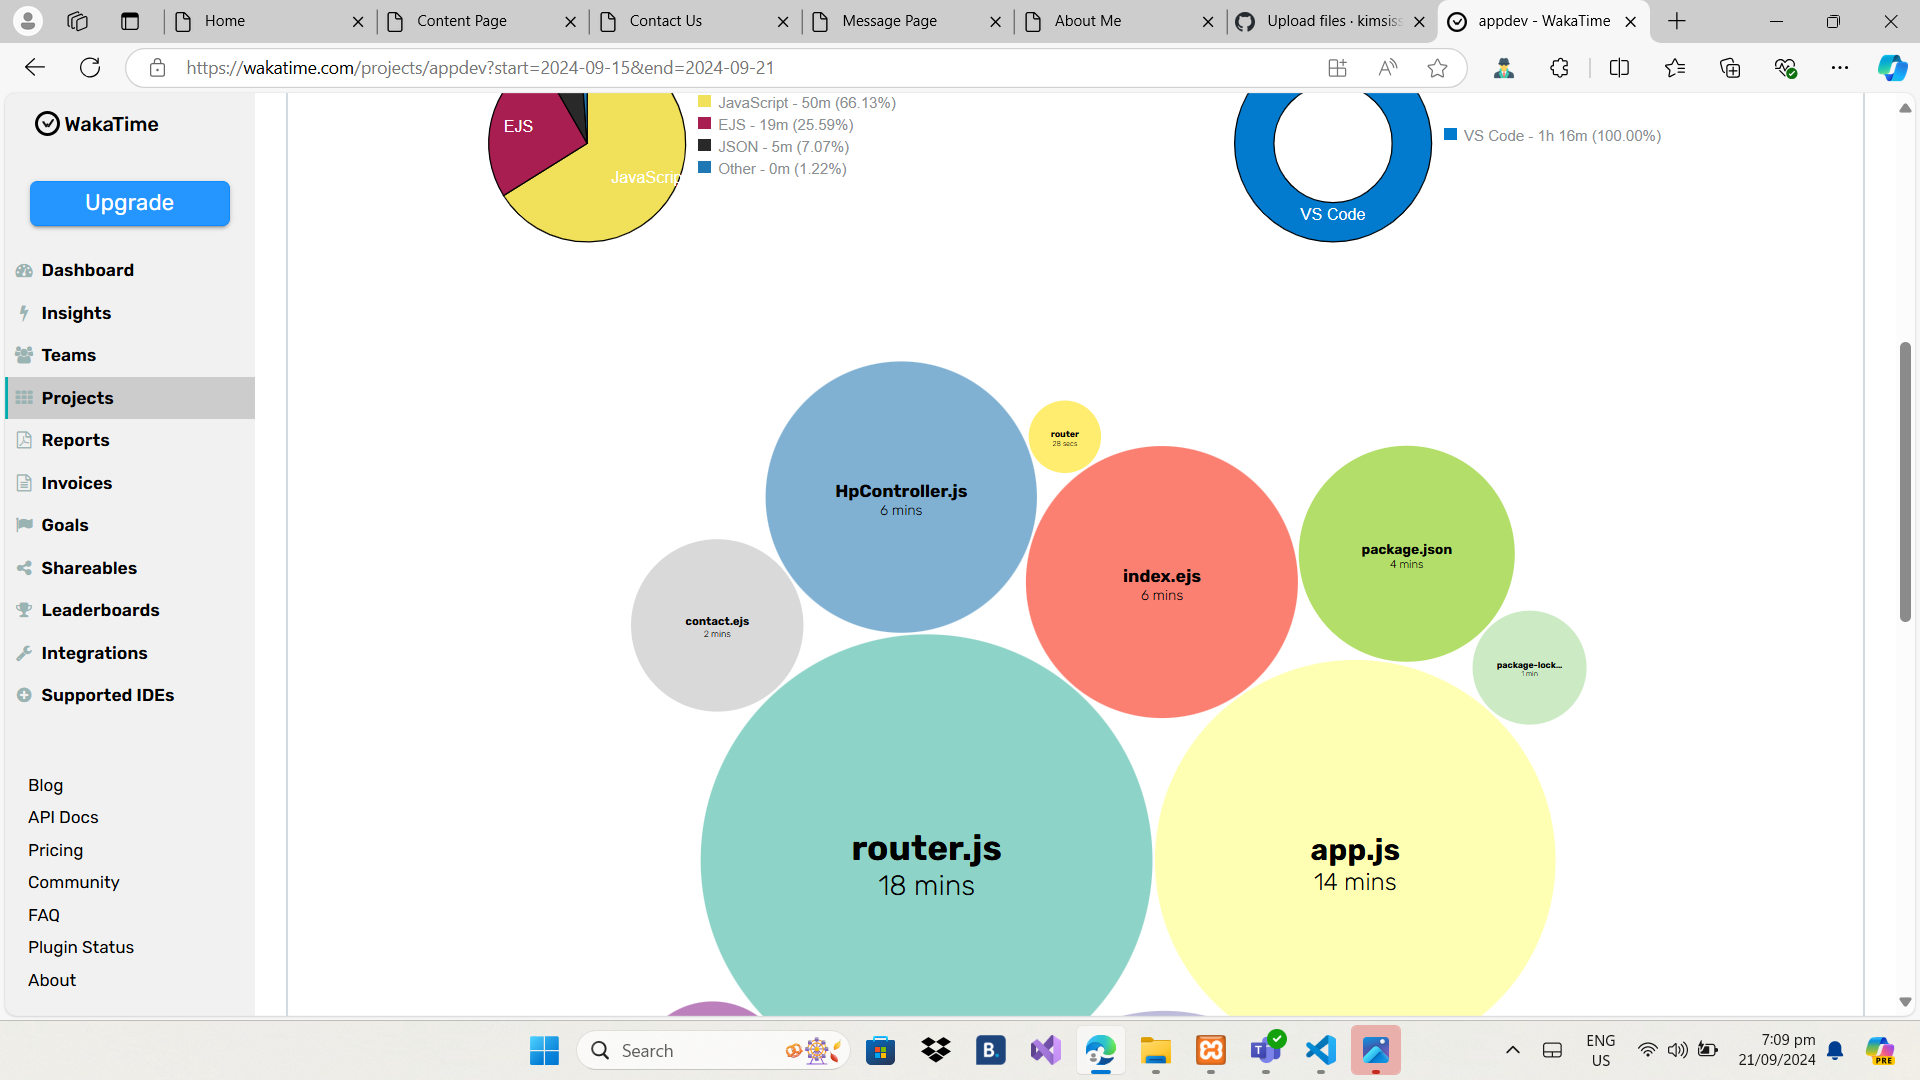 Home
Content Page
Contact Us
Message Page
About Me
Upload files · kimsiss
appdev - WakaTime
https://wakatime.com/projects/appdev?start=2024-09-15&end=2024-09-21
WakaTime
Upgrade
Dashboard
Insights
Teams
Projects
Reports
Invoices
Goals
Shareables
Leaderboards
Integrations
Supported IDEs
Blog
API Docs
Pricing
Community
FAQ
Plugin Status
About
EJS
JavaScrip
JavaScript - 50m (66.13%)
EJS - 19m (25.59%)
JSON - 5m (7.07%)
Other - 0m (1.22%)
VS Code
VS Code - 1h 16m (100.00%)
HpController.js
6 mins
router
28 secs
index.ejs
6 mins
package.json
4 mins
contact.ejs
2 mins
package-lock...
1 min
router.js
18 mins
app.js
14 mins
Search
B.
ENG
US
7:09 pm
21/09/2024
PRE